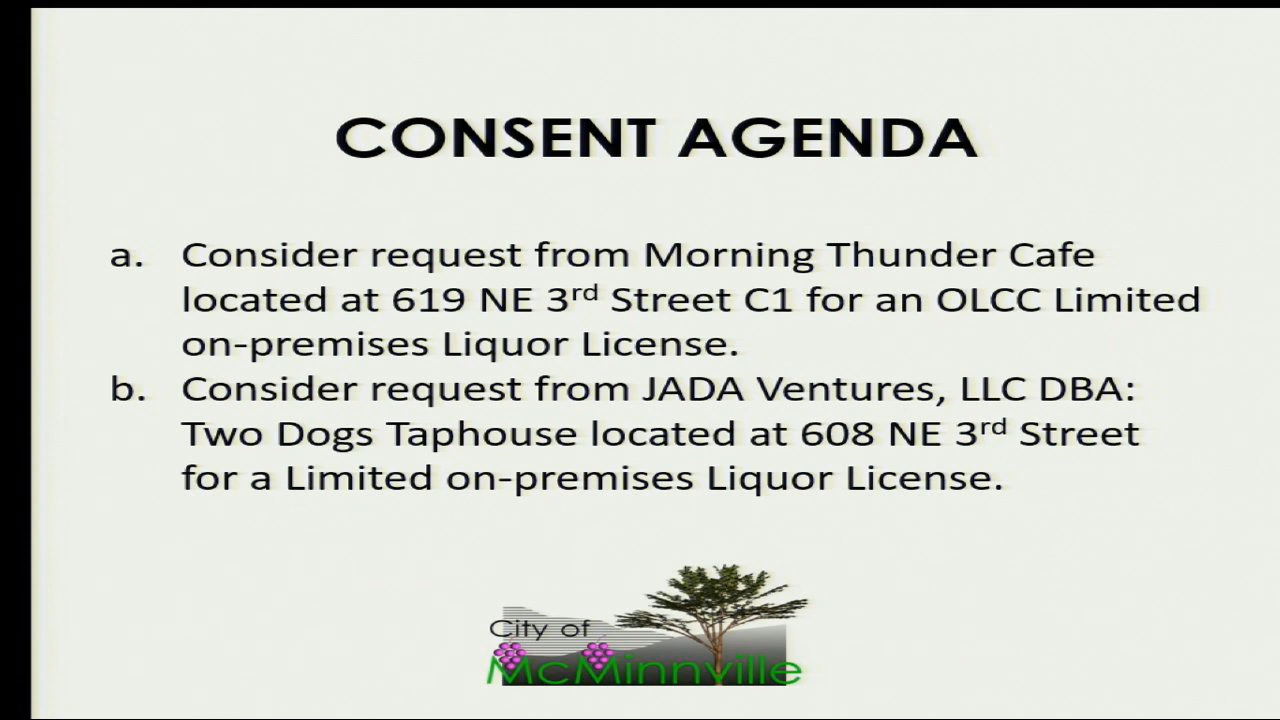 CONSENT AGENDA
a. Consider request from Morning Thunder Cafe
located at 619 NE 3rd Street C1 for an OLCC Limited
on-premises Liquor License.
b. Consider request from JADA Ventures, LLC DBA:
Two Dogs Taphouse located at 608 NE 3rd Street
for a Limited on-premises Liquor License.
City of
McMinnville